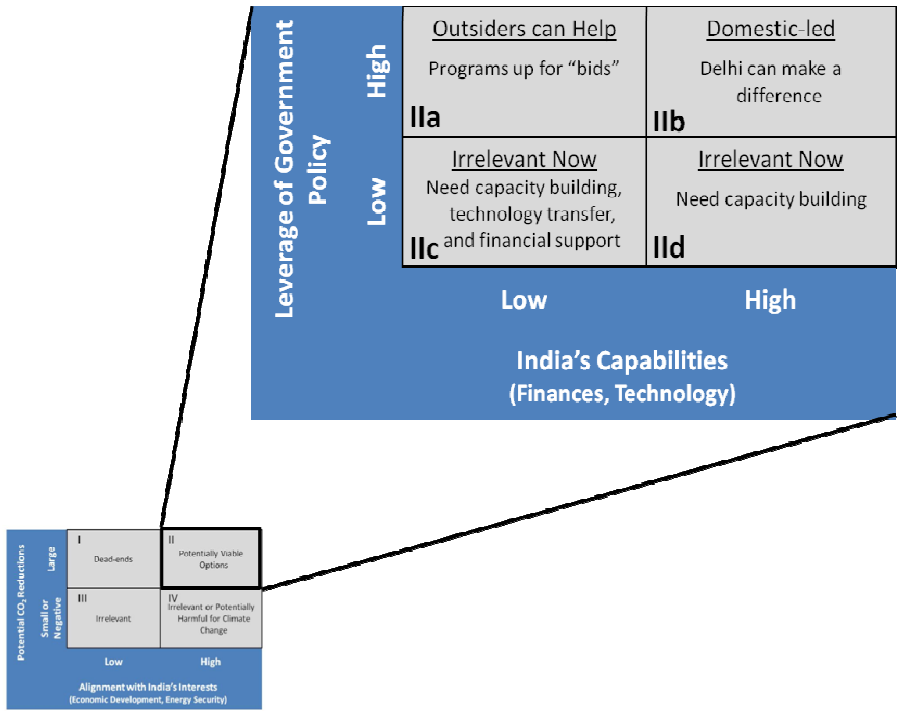 Outsiders can Help
Programs up for “bids”
IIa
Domestic-led
Delhi can make a
difference
IIb
Irrelevant Now
Need capacity building,
technology transfer,
and financial support
IIc
Irrelevant Now
Need capacity building
IId
Leverage of Government
Policy
High
Low
Low
High
India’s Capabilities
(Finances, Technology)
Potential CO₂ Reductions
Large
Small or
Negative
I
Dead-ends
II
Potentially Viable
Options
III
Irrelevant
IV
Irrelevant or Potentially
Harmful for Climate
Change
Low
High
Alignment with India’s Interests
(Economic Development, Energy Security)